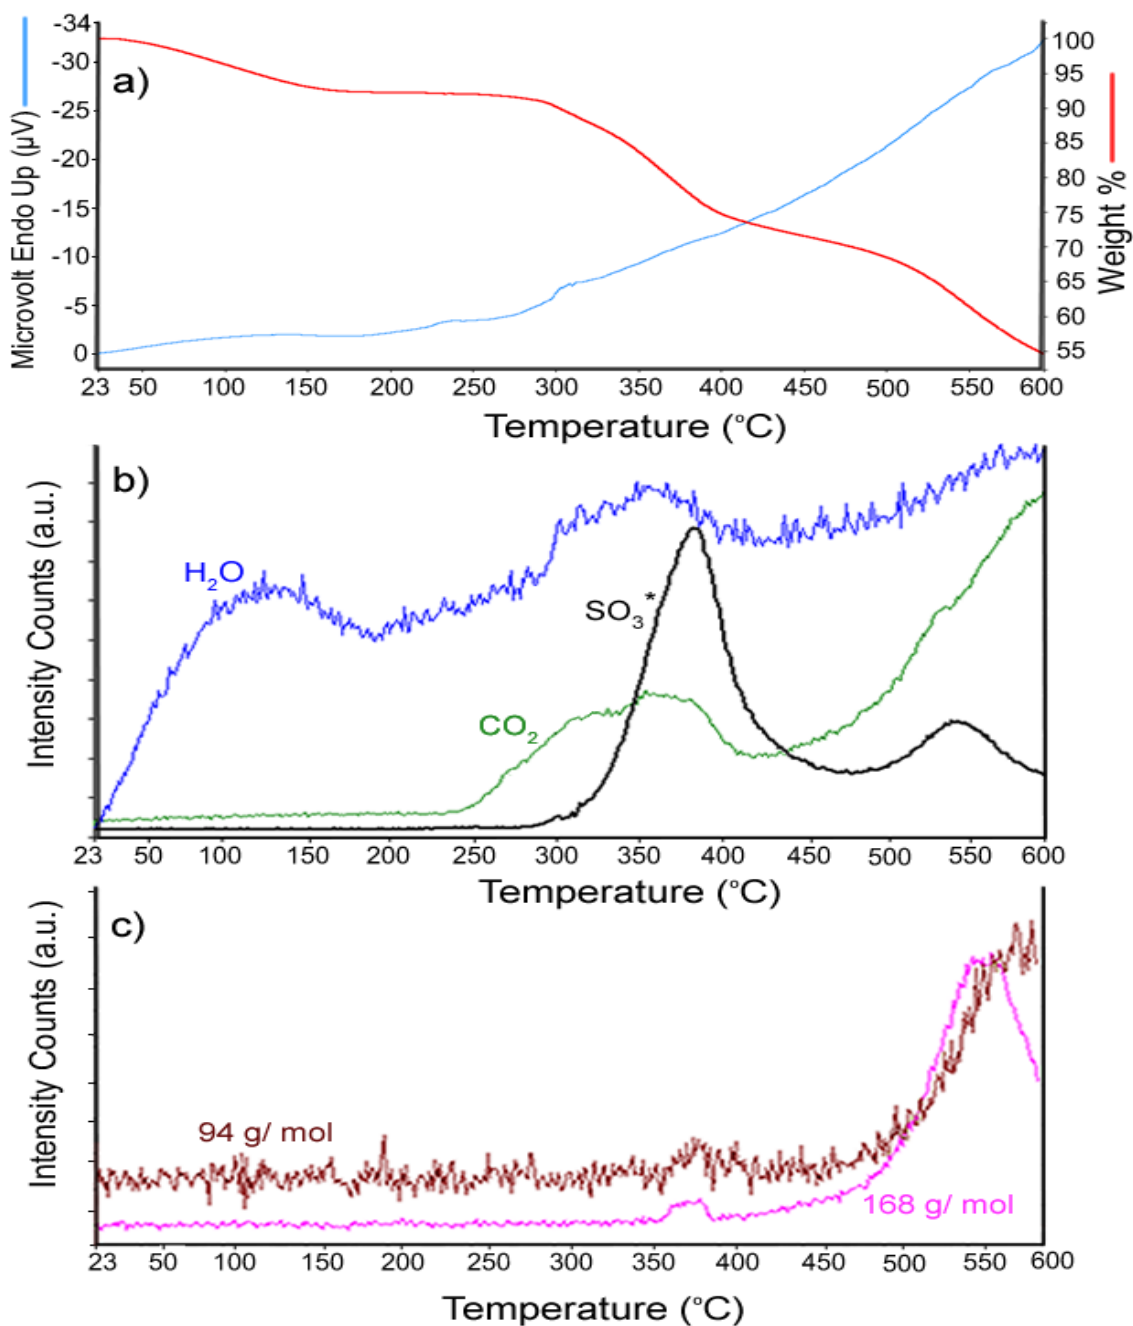 a)
Microvolt Endo Up (µV)
-34
-30
-25
-20
-15
-10
-5
0
100
95
90
85
80
75
70
65
60
55
Weight %
23 50 100 150 200 250 300 350 400 450 500 550 600
Temperature (°C)
b)
Intensity Counts (a.u.)
H₂O
SO₃*
CO₂
23 50 100 150 200 250 300 350 400 450 500 550 600
Temperature (°C)
c)
Intensity Counts (a.u.)
94 g/ mol
168 g/ mol
23 50 100 150 200 250 300 350 400 450 500 550 600
Temperature (°C)